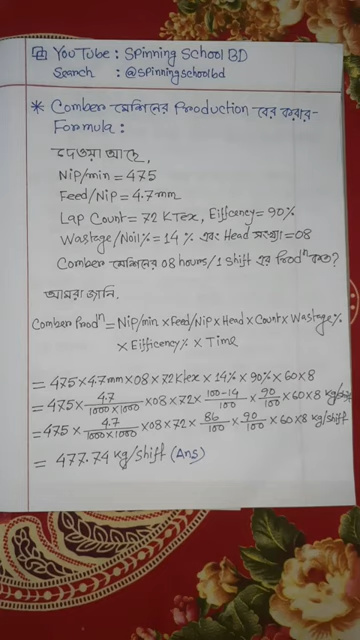 YouTube : Spinning School BD
Search : @spinningschoolbd
* Comber মেশিনের Production বের করার-
Formula :
দেওয়া আছে,
Nip/min = 475
Feed/Nip = 4.7mm
Lap Count = 72 KTex, Eifficency = 90%
Wastage/Noil% = 14% এবং Head সংখ্যা = 08
Comber মেশিনের 08 hours/1 Shift এর Prodⁿ কত?
আমরা জানি,
Comber Prodⁿ = Nip/min × Feed/Nip × Head × Count × Wastage%
× Eifficency% × Time
= 475 × 4.7mm × 08 × 72 Ktex × 14% × 90% × 60 × 8
= 475 × 4.7/1000×1000 × 08 × 72 × 100-14/100 × 90/100 × 60 × 8 kg/shift
= 475 × 4.7/1000×1000 × 08 × 72 × 86/100 × 90/100 × 60 × 8 kg/shift
= 477.74 kg/Shift (Ans)